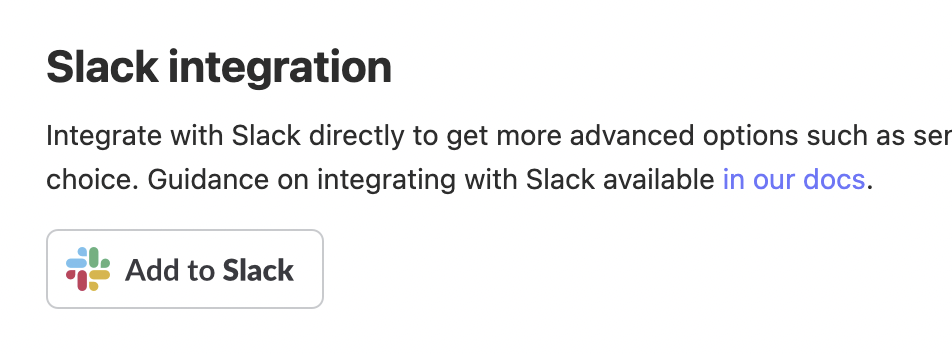 Slack integration
Integrate with Slack directly to get more advanced options such as
choice. Guidance on integrating with Slack available in our docs.
Add to Slack